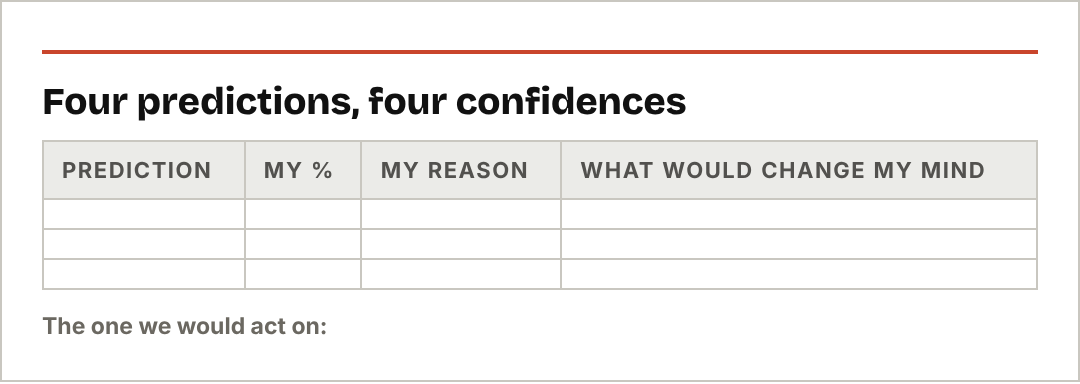 Four predictions, four confidences
PREDICTION MY % MY REASON WHAT WOULD CHANGE MY MIND
The one we would act on: